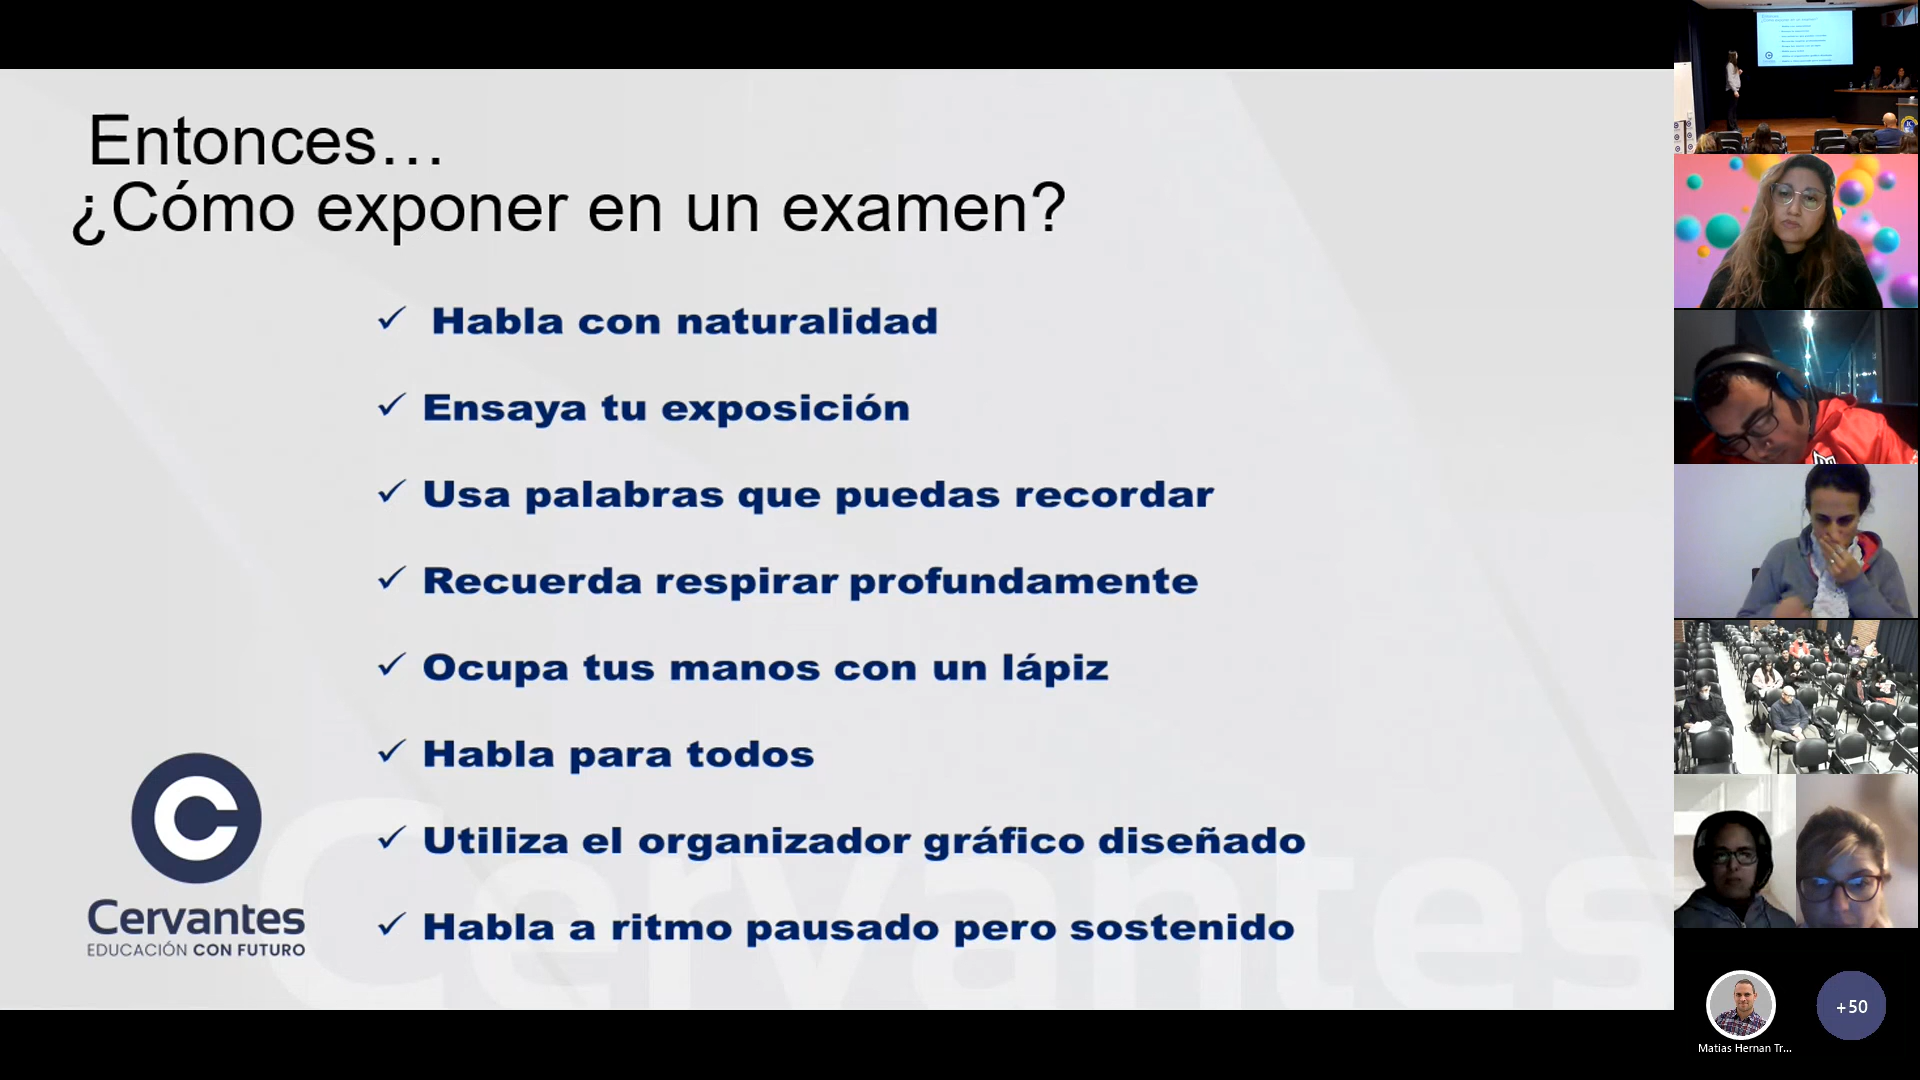 Entonces…
¿Cómo exponer en un examen?
✓ Habla con naturalidad
✓ Ensaya tu exposición
✓ Usa palabras que puedas recordar
✓ Recuerda respirar profundamente
✓ Ocupa tus manos con un lápiz
✓ Habla para todos
✓ Utiliza el organizador gráfico diseñado
✓ Habla a ritmo pausado pero sostenido
Cervantes
EDUCACIÓN CON FUTURO
Cervantes
Matias Hernan Tr...
+50